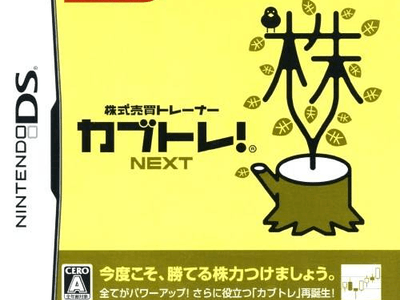 NINTENDO DS
株
株式売買トレーナー
カブトレ!®
NEXT
CERO
A
今度こそ、勝てる株力つけましょう。
全てがパワーアップ! さらに役立つ「カブトレ」再誕生!